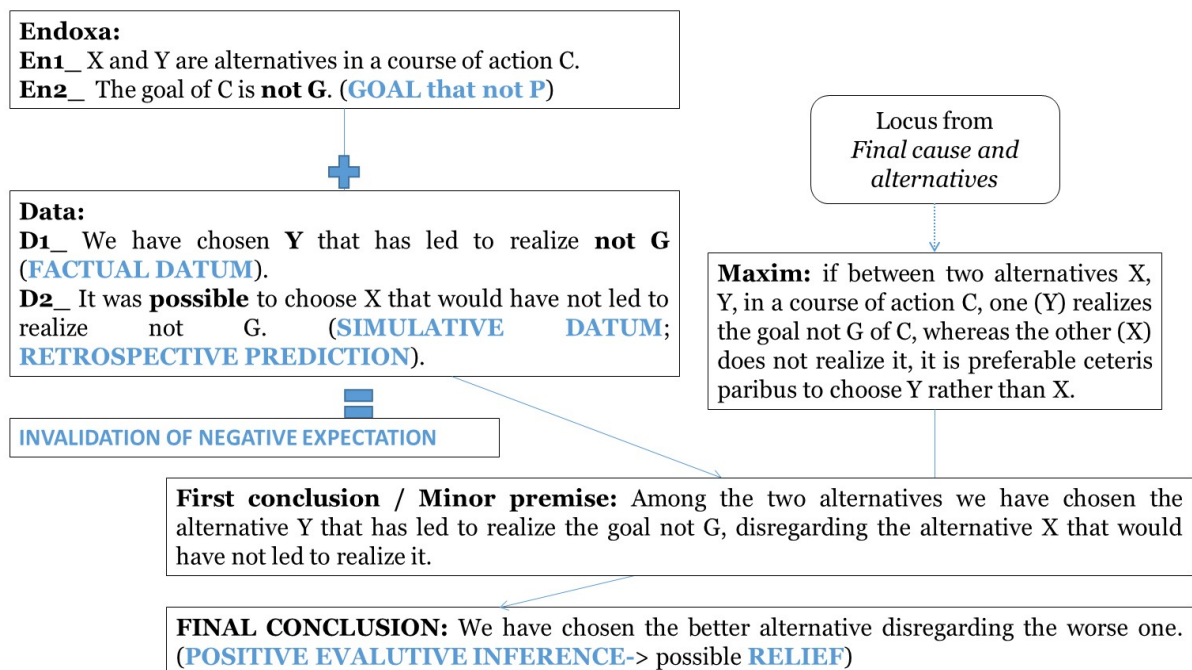 Endoxa:
En1_ X and Y are alternatives in a course of action C.
En2_ The goal of C is not G. (GOAL that not P)
Locus from
Final cause and
alternatives
Data:
D1_ We have chosen Y that has led to realize not G
(FACTUAL DATUM).
D2_ It was possible to choose X that would have not led to
realize not G. (SIMULATIVE DATUM;
RETROSPECTIVE PREDICTION).
Maxim: if between two alternatives X,
Y, in a course of action C, one (Y) realizes
the goal not G of C, whereas the other (X)
does not realize it, it is preferable ceteris
paribus to choose Y rather than X.
INVALIDATION OF NEGATIVE EXPECTATION
First conclusion / Minor premise: Among the two alternatives we have chosen the
alternative Y that has led to realize the goal not G, disregarding the alternative X that would
have not led to realize it.
FINAL CONCLUSION: We have chosen the better alternative disregarding the worse one.
(POSITIVE EVALUTIVE INFERENCE-> possible RELIEF)